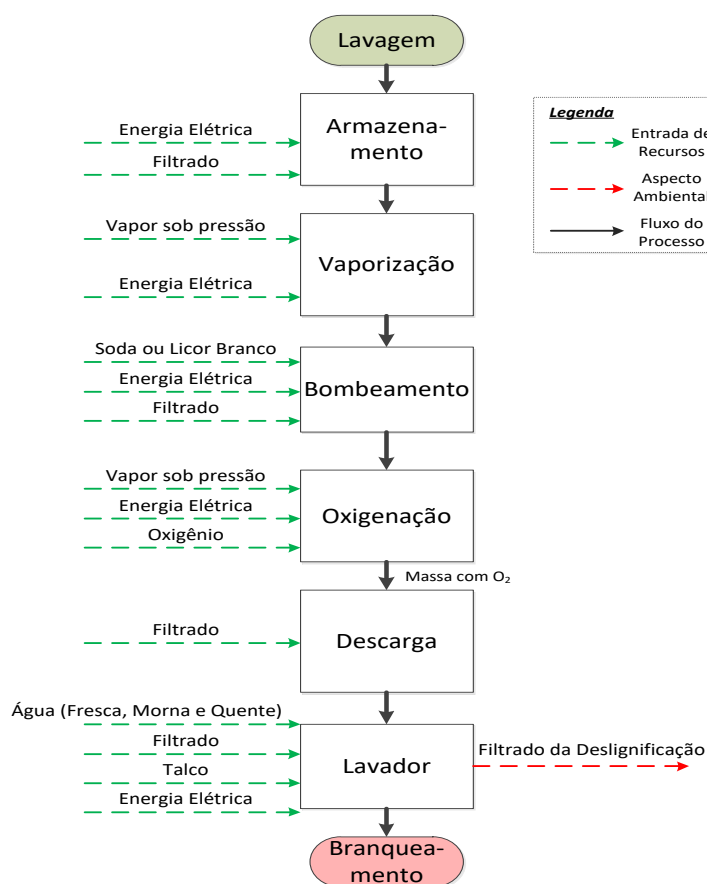 Lavagem
Energia Elétrica
Filtrado
Armazena-
mento
Legenda
Entrada de
Recursos
Aspecto
Ambiental
Fluxo do
Processo
Vapor sob pressão
Energia Elétrica
Vaporização
Soda ou Licor Branco
Energia Elétrica
Filtrado
Bombeamento
Vapor sob pressão
Energia Elétrica
Oxigênio
Oxigenação
Massa com O₂
Filtrado
Descarga
Água (Fresca, Morna e Quente)
Filtrado
Talco
Energia Elétrica
Lavador
Filtrado da Deslignificação
Branquea-
mento